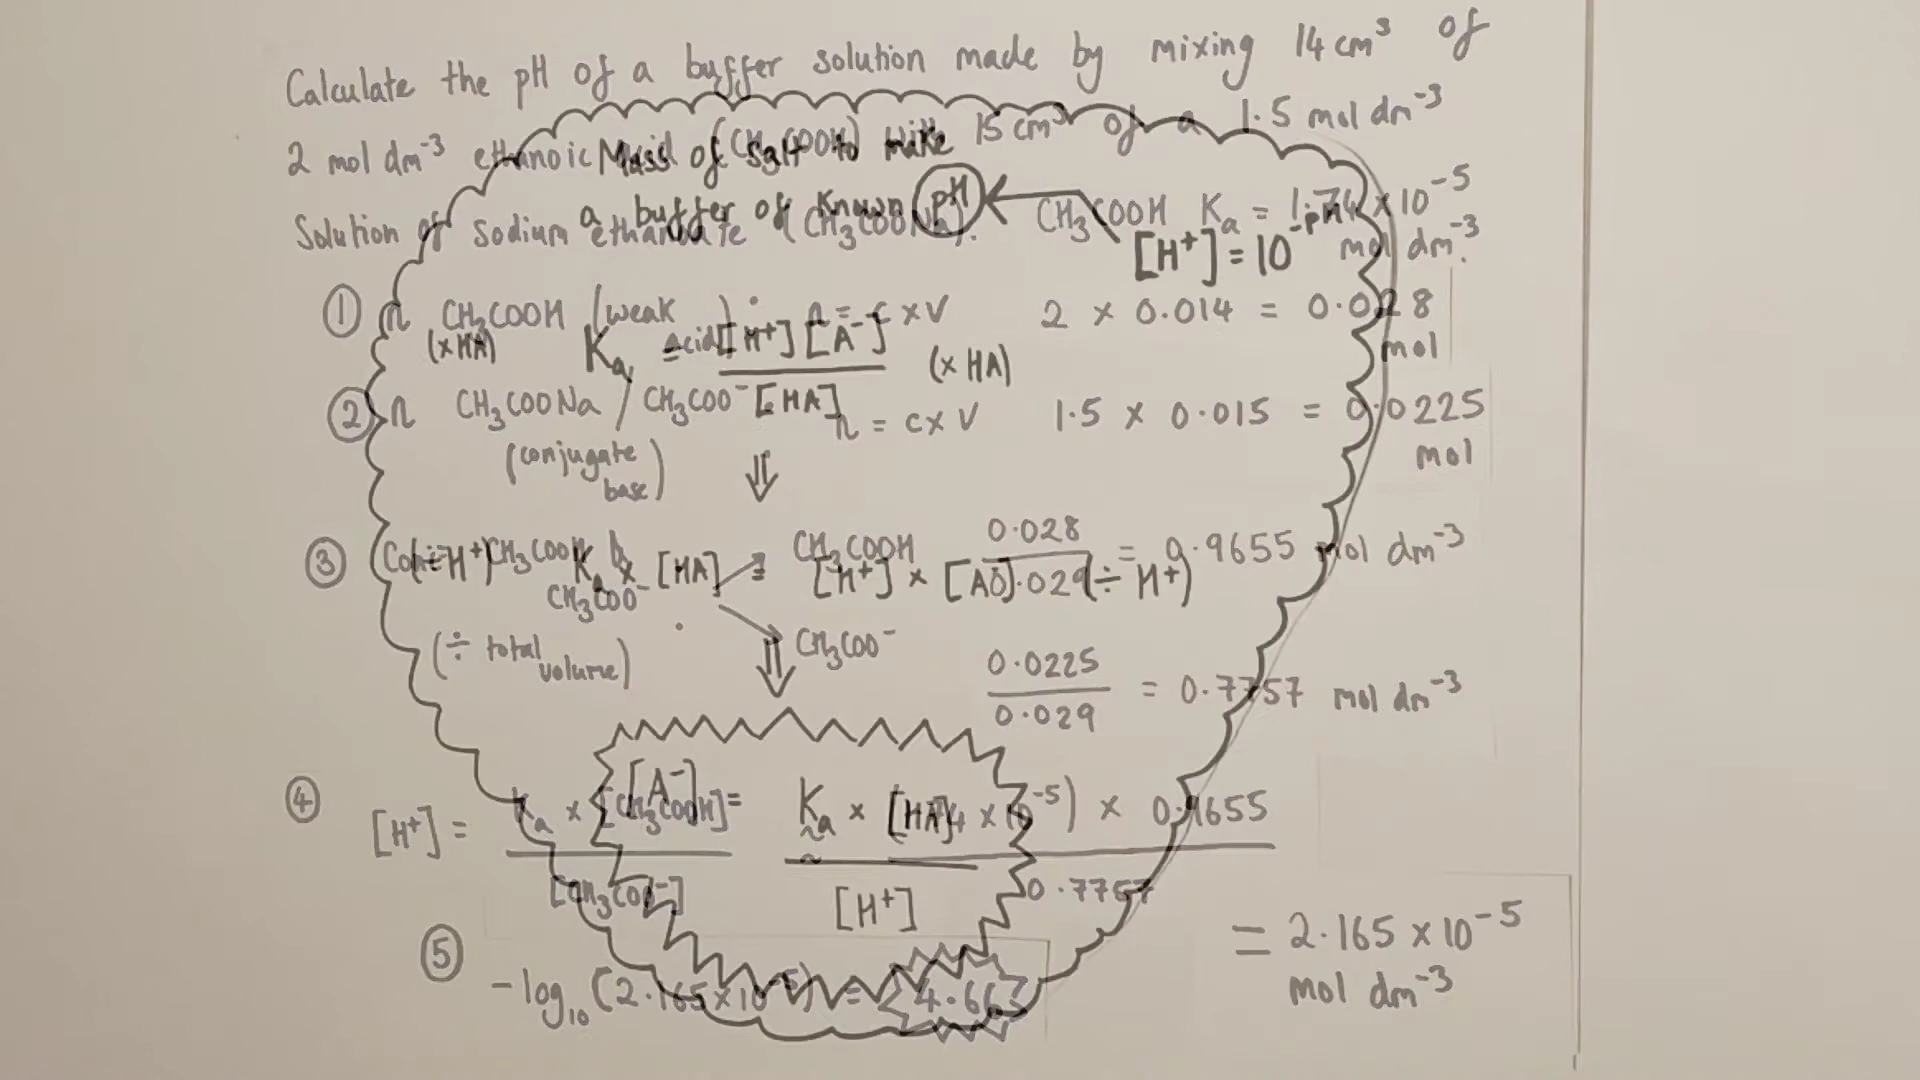 Calculate the pH of a buffer solution made by mixing 14 cm³ of
2 mol dm⁻³ ethanoic (CH₃COOH) with 15 cm³ of a 1.5 mol dm⁻³
Solution of sodium ethanoate (CH₃COONa). CH₃COOH Ka = 1.74 × 10⁻⁵
mol dm⁻³.
Mass of salt to make
a buffer of known pH
[H⁺] = 10^-pH
① n CH₃COOH (weak acid) n = c × V 2 × 0.014 = 0.028
mol
(× HA) Ka = [H⁺] [A⁻] / [HA] (× HA)
② n CH₃COONa / CH₃COO⁻ n = c × V 1.5 × 0.015 = 0.0225
mol
(conjugate base)
⇓
③ CH₃COOH & CH₃COO⁻ CH₃COOH 0.028 / 0.029 = 0.9655 mol dm⁻³
(÷ H⁺) Ka × [HA] = [H⁺] × [A⁻] (÷ H⁺)
(÷ total volume) CH₃COO⁻ 0.0225 / 0.029 = 0.7757 mol dm⁻³
⇓
④ [H⁺] = Ka × [CH₃COOH] / [CH₃COO⁻] × 10⁻⁵) × 0.9655 / 0.7757
= 2.165 × 10⁻⁵
mol dm⁻³
[A⁻] = Ka × [HA] / [H⁺]
⑤ -log₁₀ (2.165 × 10⁻⁵) = 4.66